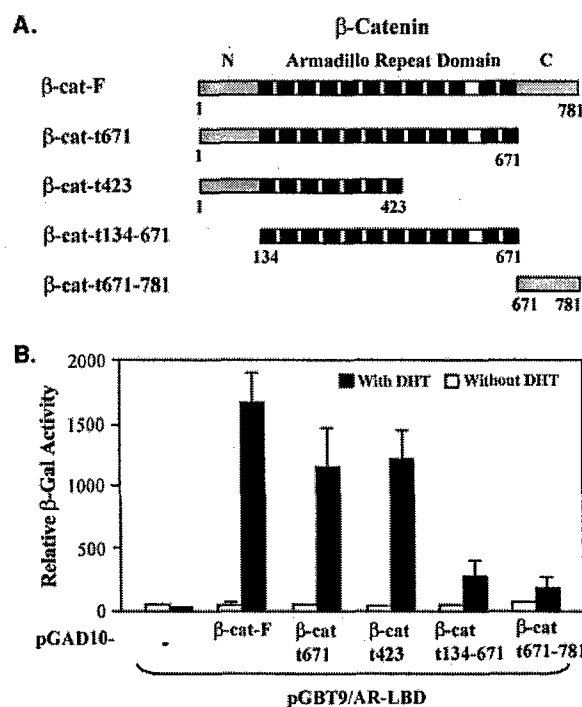 A.
β-Catenin
N Armadillo Repeat Domain C
β-cat-F
1 781
β-cat-t671
1 671
β-cat-t423
1 423
β-cat-t134-671
134 671
β-cat-t671-781
671 781
B.
Relative β-Gal Activity
2000
1500
1000
500
0
With DHT Without DHT
pGAD10- - β-cat-F β-cat t671 β-cat t423 β-cat t134-671 β-cat t671-781
pGBT9/AR-LBD